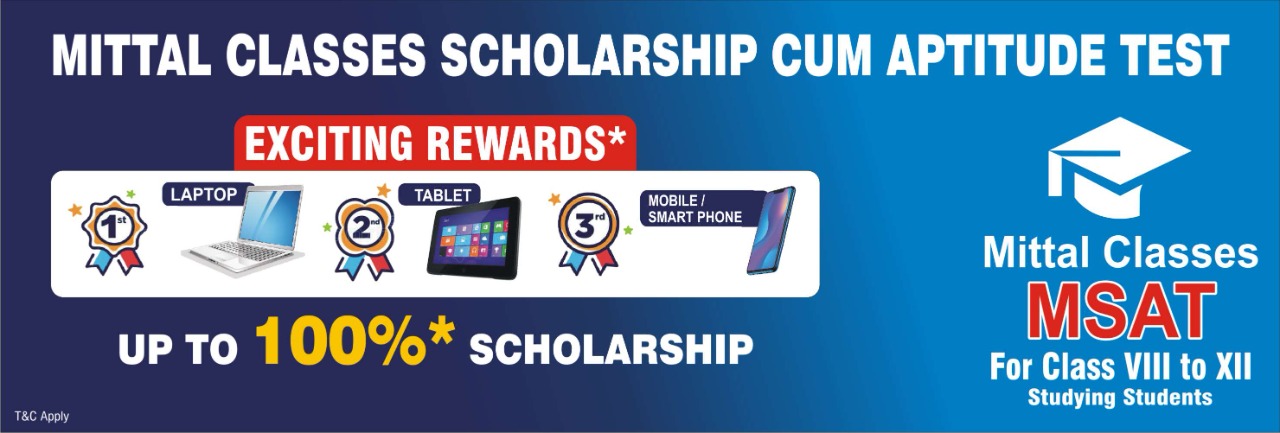 MITTAL CLASSES SCHOLARSHIP CUM APTITUDE TEST
EXCITING REWARDS*
1st
LAPTOP
2nd
TABLET
3rd
MOBILE /
SMART PHONE
UP TO 100%* SCHOLARSHIP
T&C Apply
Mittal Classes
MSAT
For Class VIII to XII
Studying Students